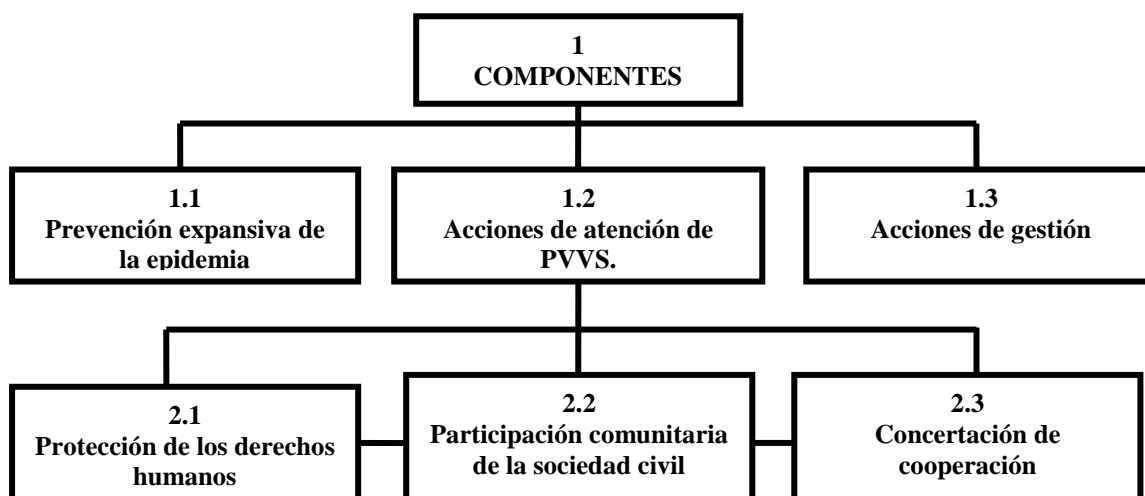 1
COMPONENTES
1.1
Prevención expansiva de
la epidemia
1.2
Acciones de atención de
PVVS.
1.3
Acciones de gestión
2.1
Protección de los derechos
humanos
2.2
Participación comunitaria
de la sociedad civil
2.3
Concertación de
cooperación